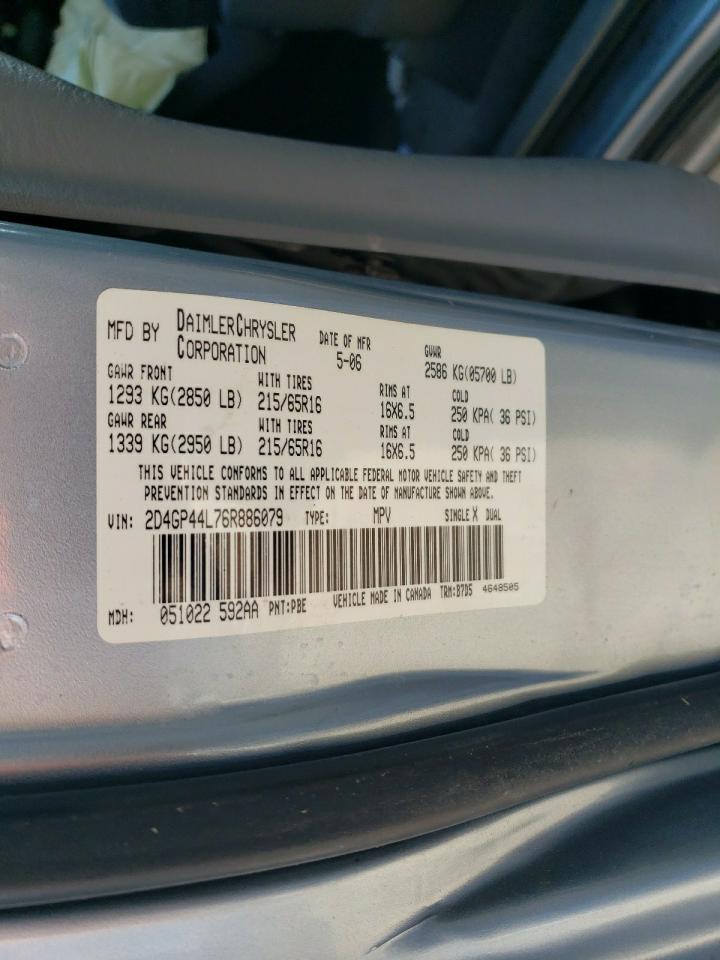 MFD BY DAIMLERCHRYSLER CORPORATION DATE OF MFR 5-06 GVWR 2586 KG(05700 LB)
GAWR FRONT WITH TIRES RIMS AT COLD
1293 KG(2850 LB) 215/65R16 16X6.5 250 KPA( 36 PSI)
GAWR REAR WITH TIRES RIMS AT COLD
1339 KG(2950 LB) 215/65R16 16X6.5 250 KPA( 36 PSI)
THIS VEHICLE CONFORMS TO ALL APPLICABLE FEDERAL MOTOR VEHICLE SAFETY AND THEFT
PREVENTION STANDARDS IN EFFECT ON THE DATE OF MANUFACTURE SHOWN ABOVE.
VIN: 2D4GP44L76R886079 TYPE: MPV SINGLE X DUAL
MDH: 051022 592AA PNT:PBE VEHICLE MADE IN CANADA TRM:B7D5 4648505